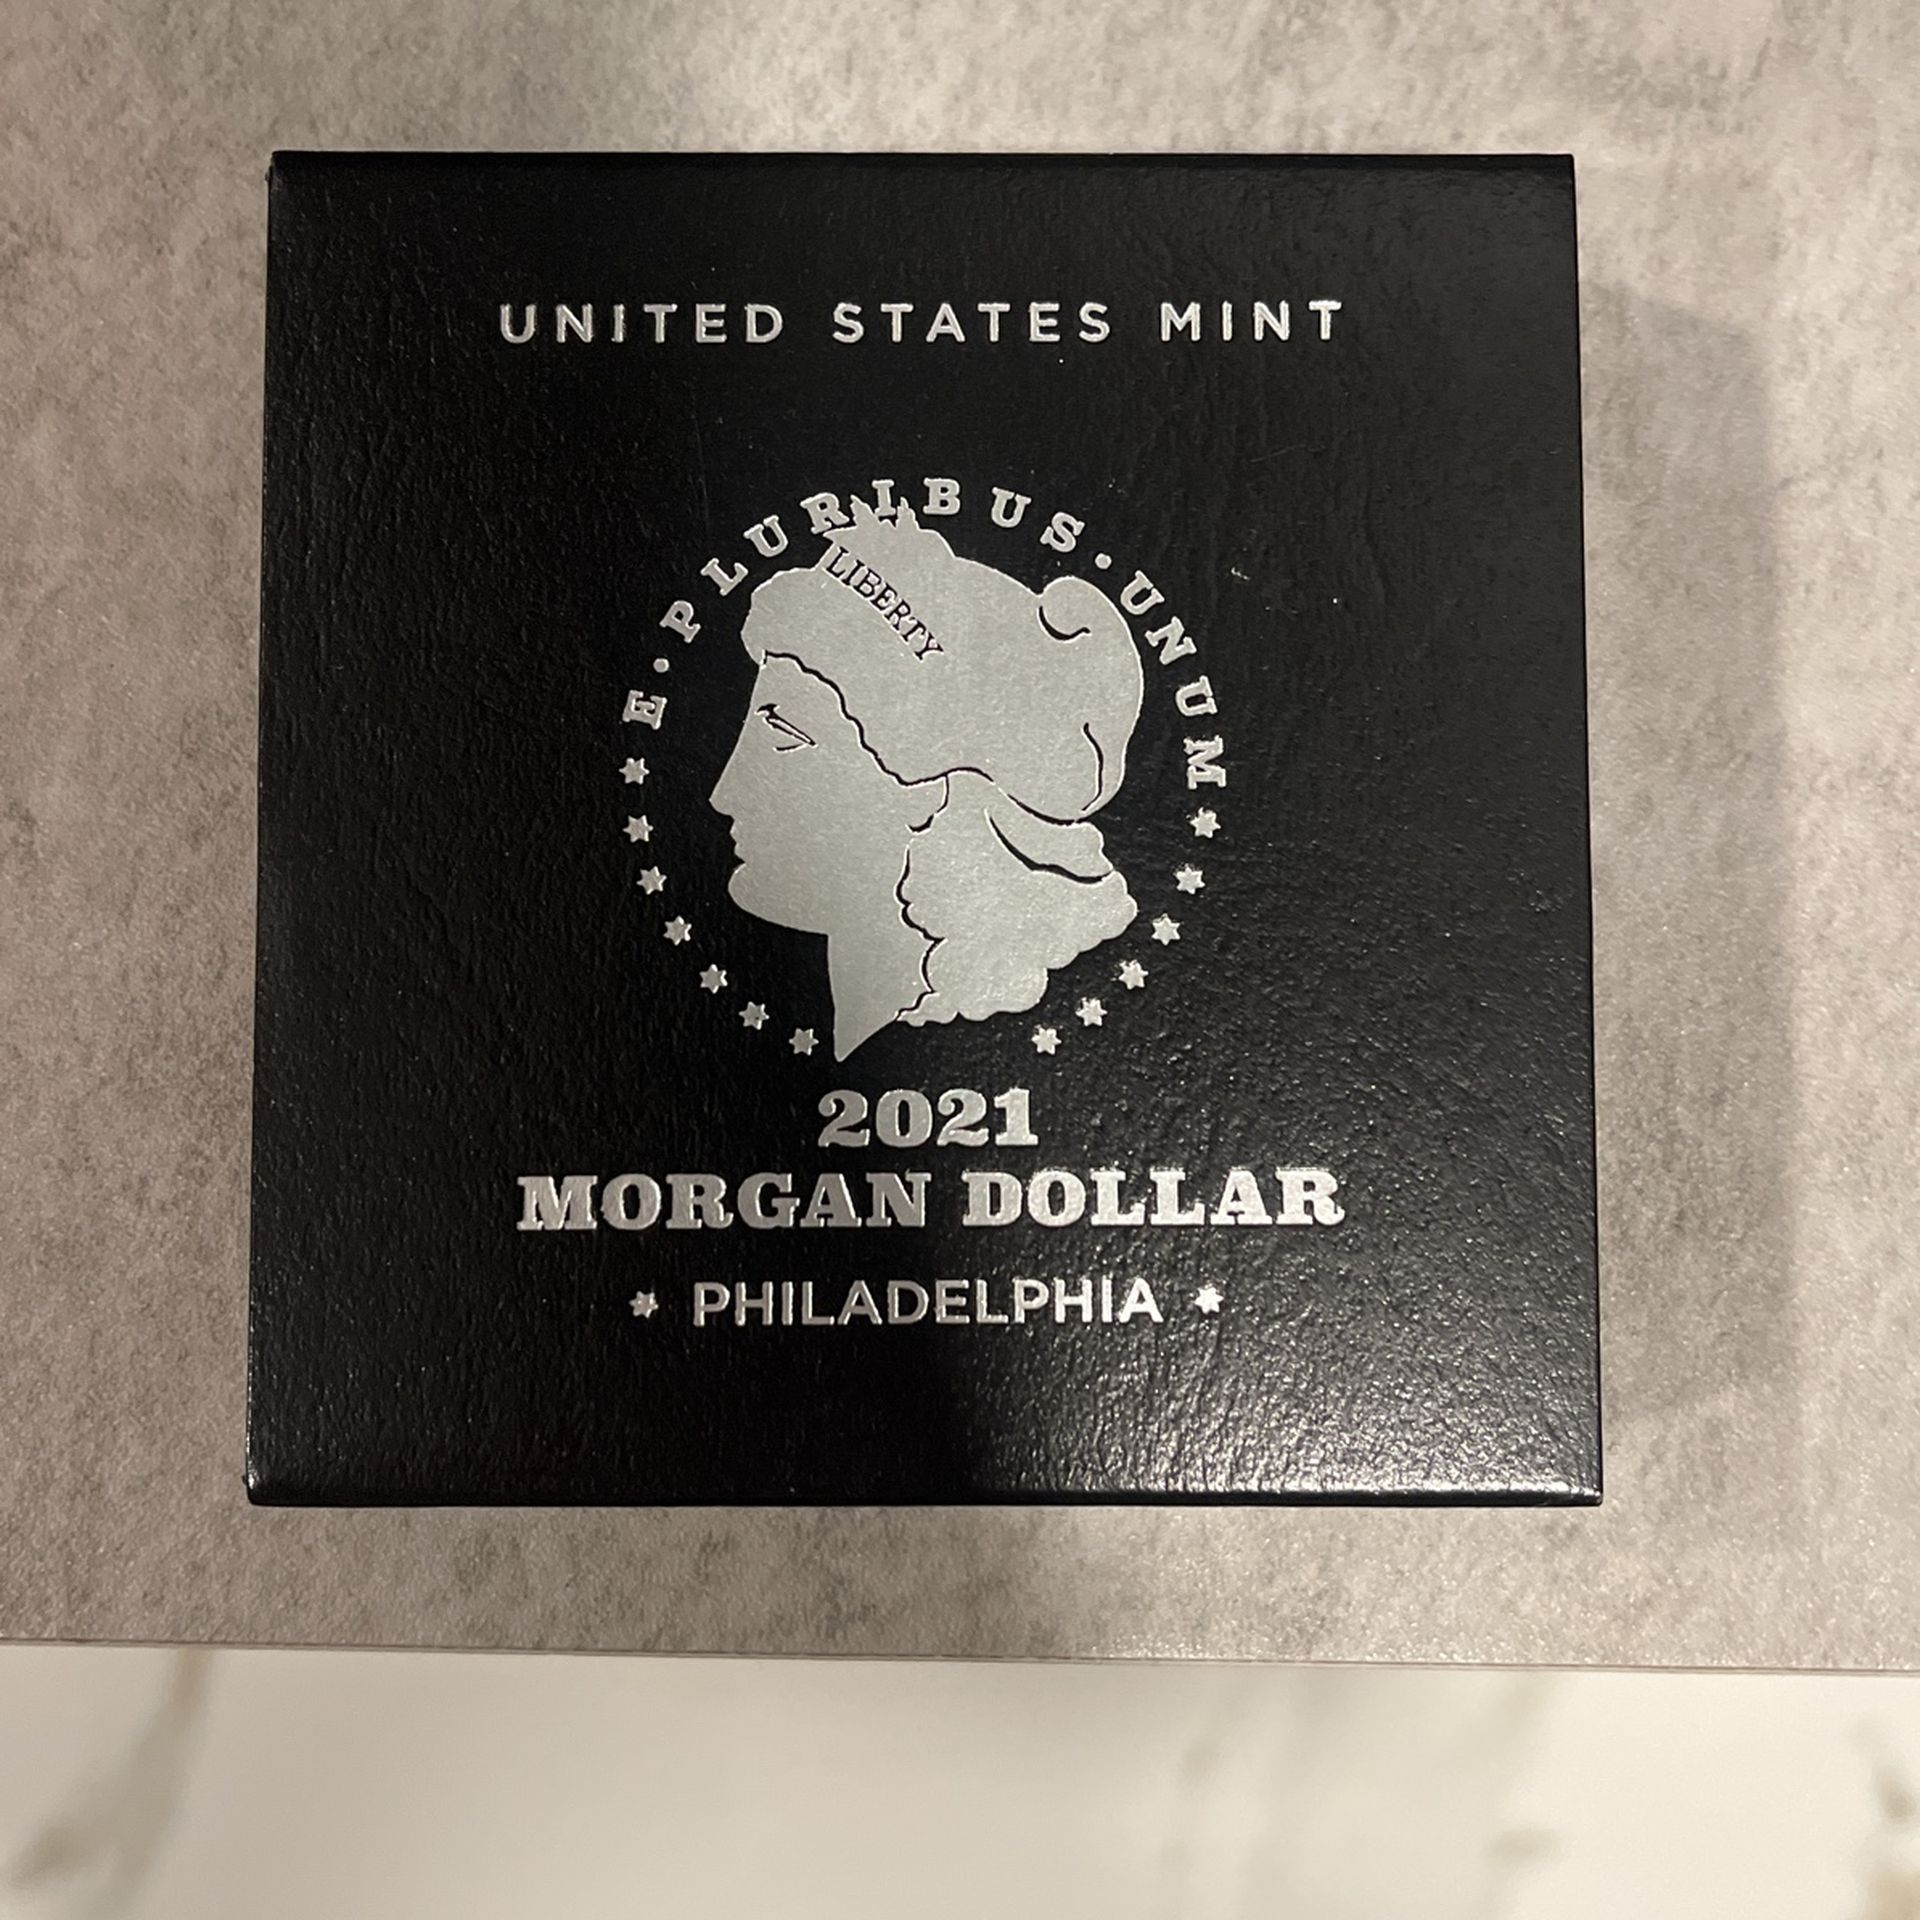 UNITED STATES MINT
E·PLURIBUS·UNUM
LIBERTY
2021
MORGAN DOLLAR
PHILADELPHIA